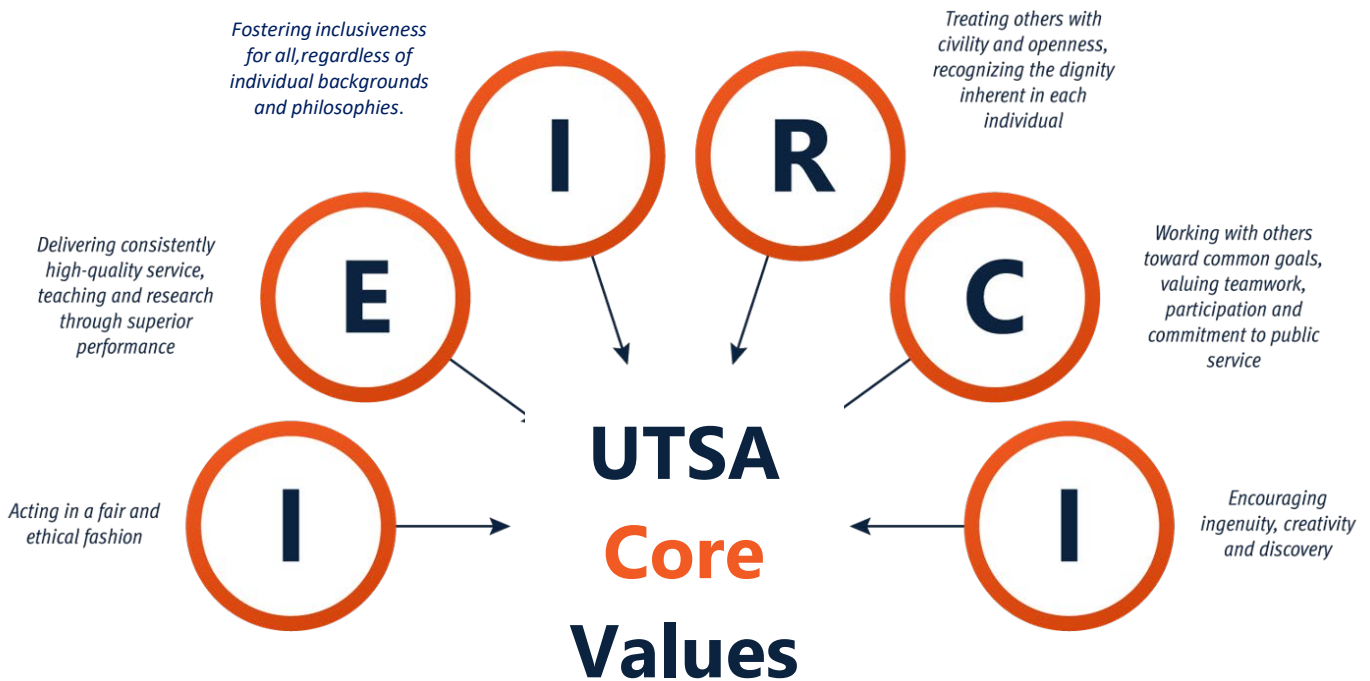 Fostering inclusiveness
for all,regardless of
individual backgrounds
and philosophies.
I
R
Treating others with
civility and openness,
recognizing the dignity
inherent in each
individual
Delivering consistently
high-quality service,
teaching and research
through superior
performance
E
C
Working with others
toward common goals,
valuing teamwork,
participation and
commitment to public
service
Acting in a fair and
ethical fashion
I
UTSA
Core
Values
I
Encouraging
ingenuity, creativity
and discovery